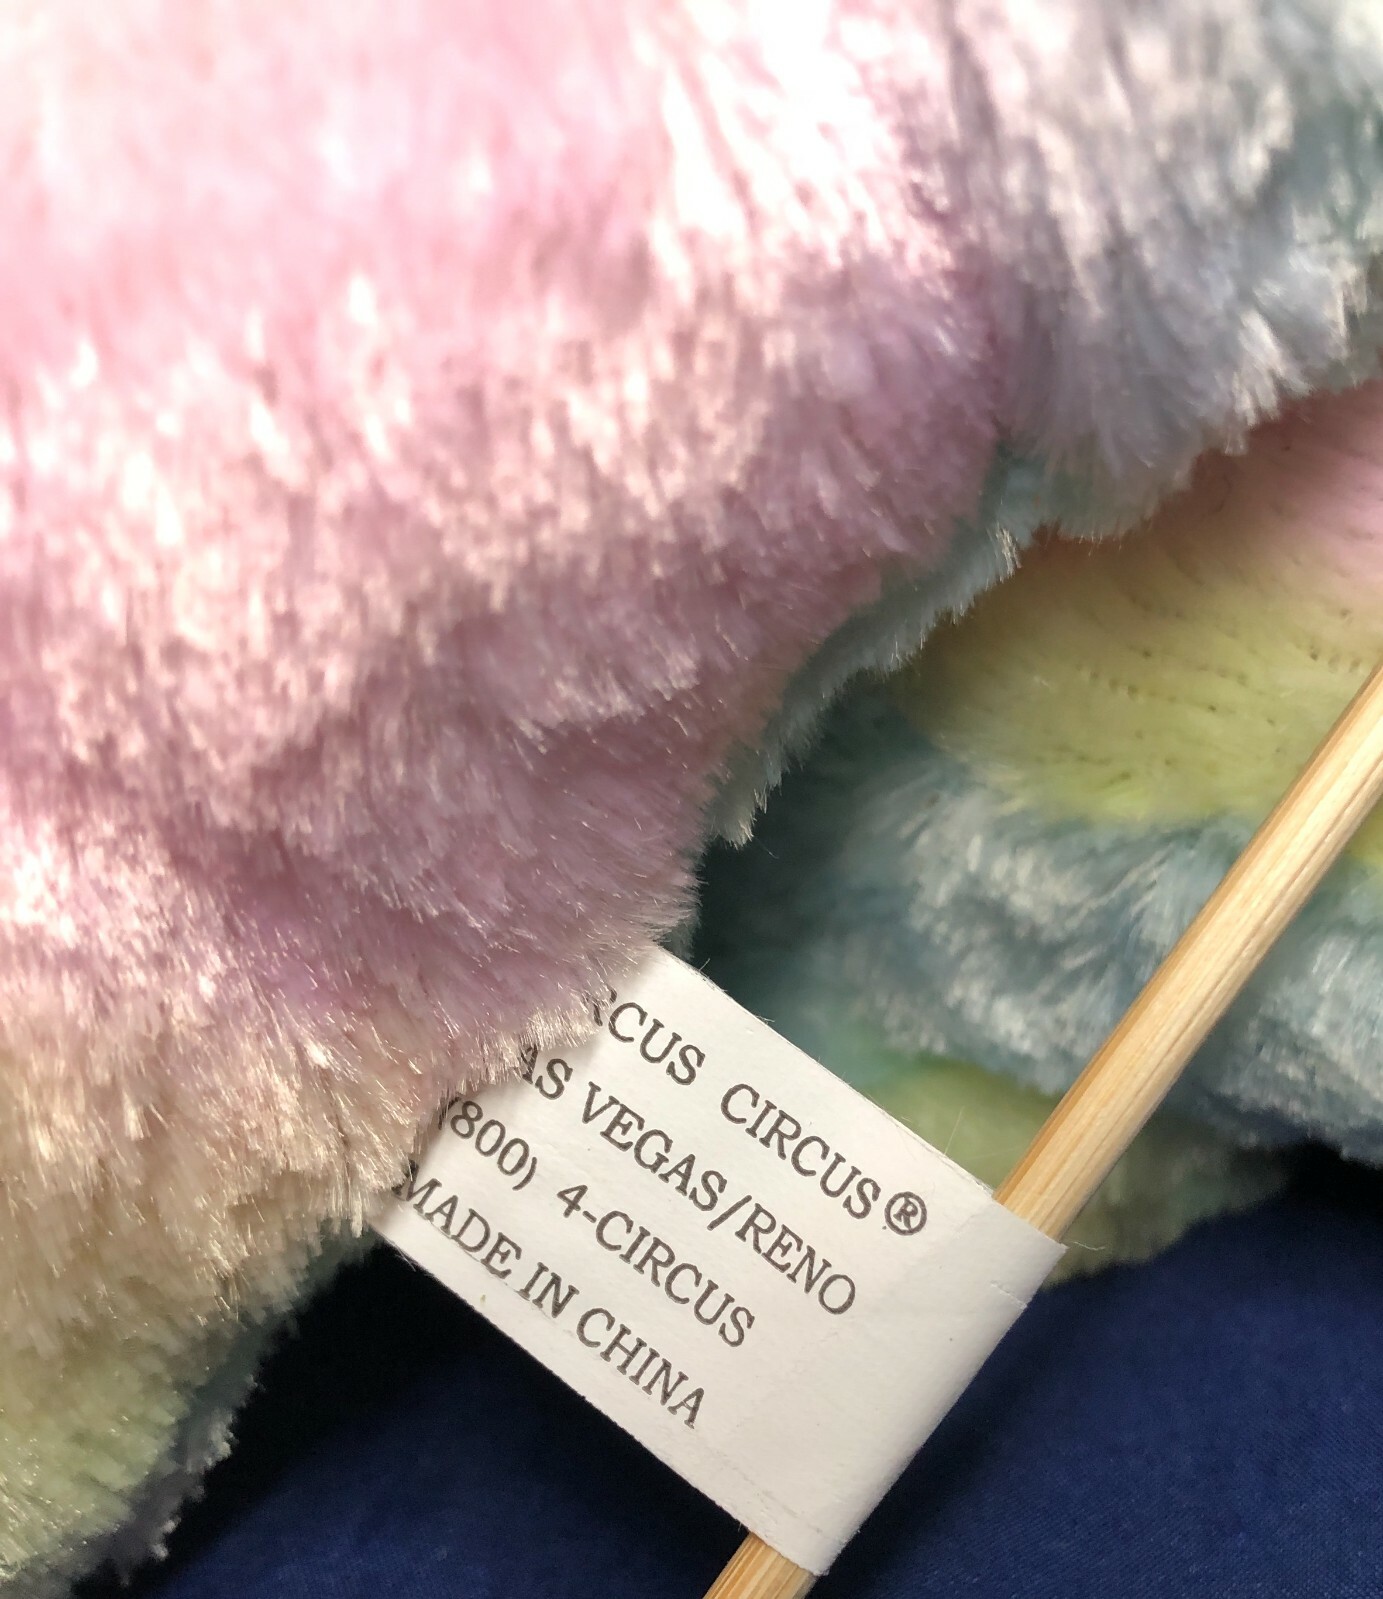 RCUS CIRCUS®
AS VEGAS/RENO
(800) 4-CIRCUS
MADE IN CHINA